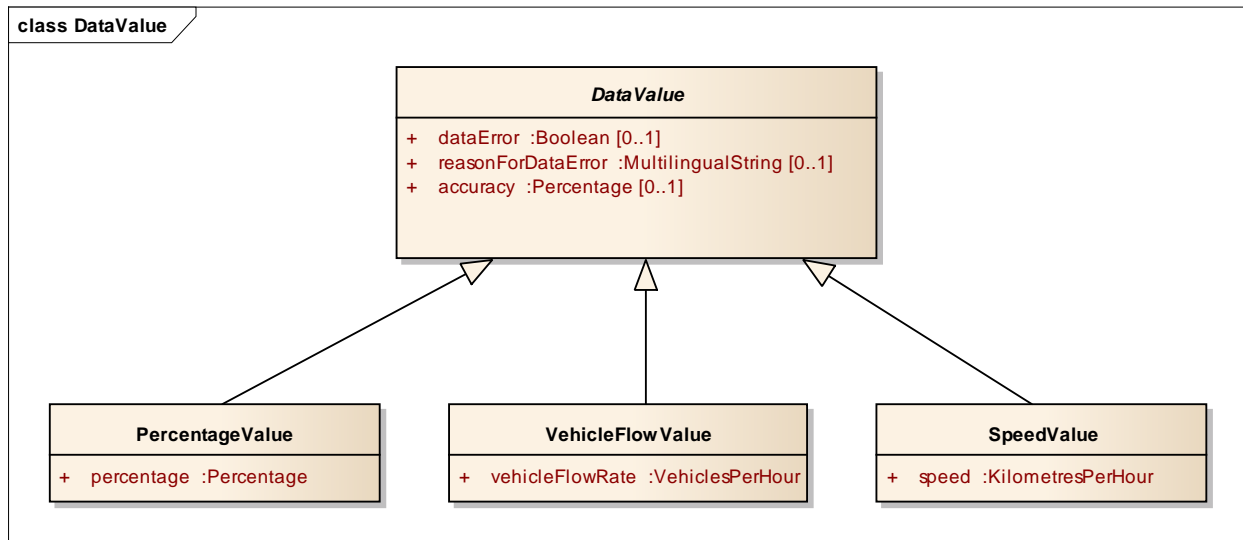 class DataValue
DataValue
+ dataError :Boolean [0..1]
+ reasonForDataError :MultilingualString [0..1]
+ accuracy :Percentage [0..1]
PercentageValue
+ percentage :Percentage
VehicleFlowValue
+ vehicleFlowRate :VehiclesPerHour
SpeedValue
+ speed :KilometresPerHour